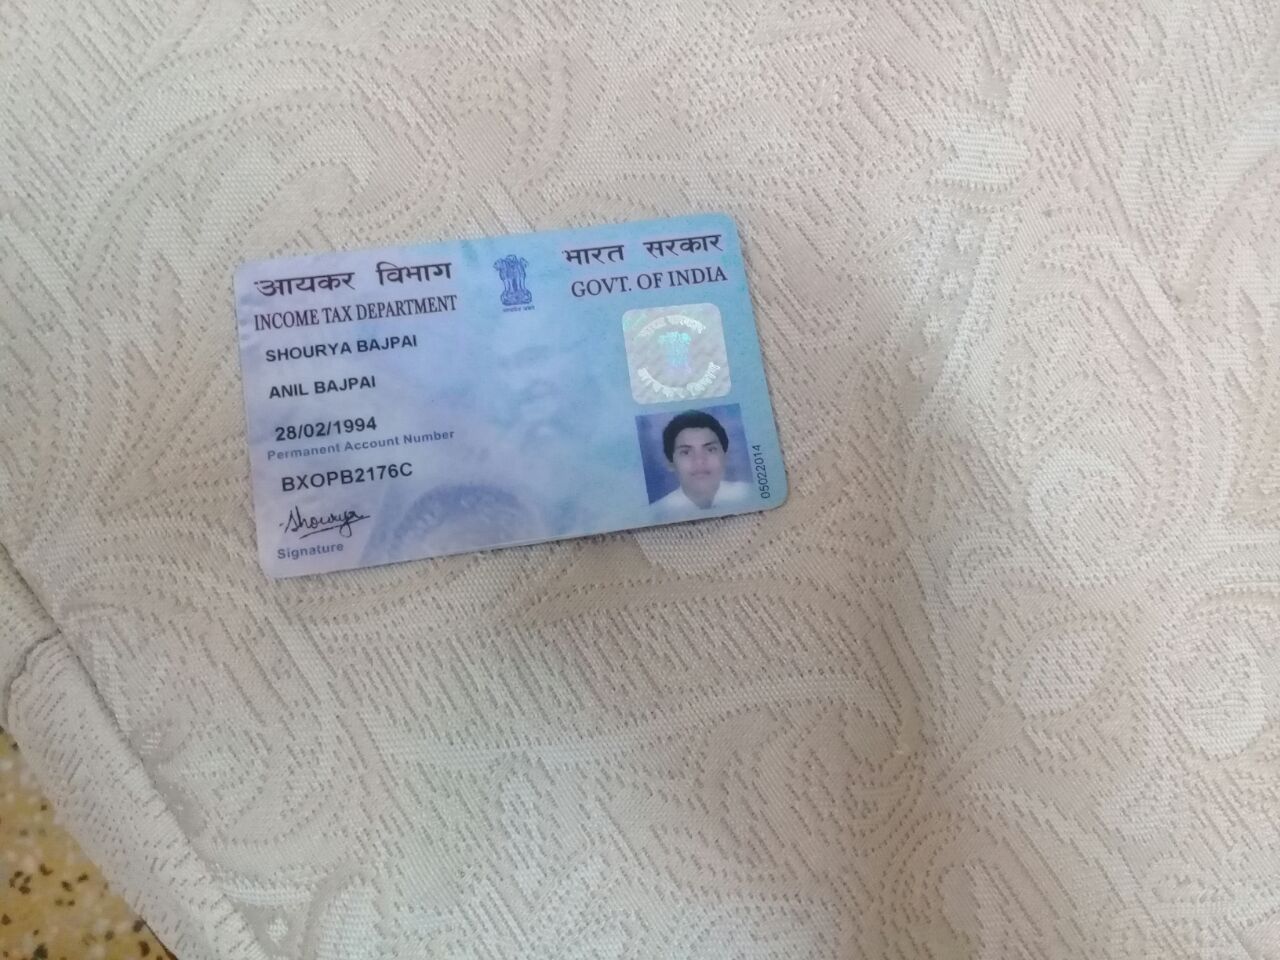 आयकर विभाग
INCOME TAX DEPARTMENT
भारत सरकार
GOVT. OF INDIA
SHOURYA BAJPAI
ANIL BAJPAI
28/02/1994
Permanent Account Number
BXOPB2176C
Shourya
Signature
05022014